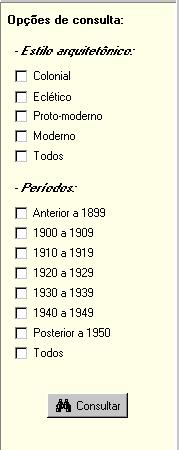 Opções de consulta:
- Estilo arquitetônico:
Colonial
Eclético
Proto-moderno
Moderno
Todos
- Períodos:
Anterior a 1899
1900 a 1909
1910 a 1919
1920 a 1929
1930 a 1939
1940 a 1949
Posterior a 1950
Todos
Consultar